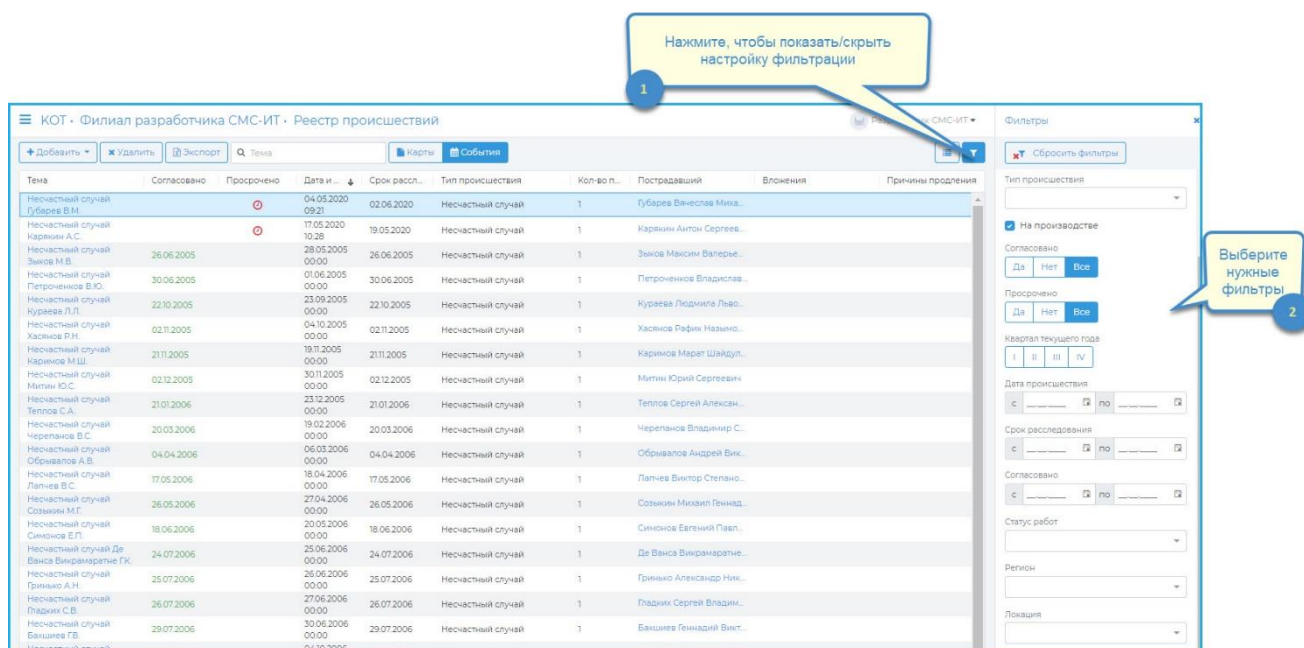 Нажмите, чтобы показать/скрыть
настройку фильтрации
1
КОТ • Филиал разработчика СМС-ИТ • Реестр происшествий
СМС-ИТ
Фильтры
Добавить
Удалить
Экспорт
Тема
Карты
События
Сбросить фильтры
Тема Согласовано Просрочено Дата и ... Срок рассл... Тип происшествия Кол-во п... Пострадавший Вложения Причины продления
Несчастный случай
Губарев В.М. 04.05.2020 09:21 02.06.2020 Несчастный случай 1 Губарев Вячеслав Миха...
Несчастный случай
Карякин А.С. 17.05.2020 10:28 19.05.2020 Несчастный случай 1 Карякин Антон Сергеев...
Несчастный случай
Зыков М.В. 26.06.2005 28.05.2005 00:00 26.06.2005 Несчастный случай 1 Зыков Максим Валерье...
Несчастный случай
Петроченков В.Ю. 30.06.2005 01.06.2005 00:00 30.06.2005 Несчастный случай 1 Петроченков Владислав...
Несчастный случай
Кураева Л.Л. 22.10.2005 23.09.2005 00:00 22.10.2005 Несчастный случай 1 Кураева Людмила Льво...
Несчастный случай
Хасянов Р.Н. 02.11.2005 04.10.2005 00:00 02.11.2005 Несчастный случай 1 Хасянов Рафик Назымо...
Несчастный случай
Каримов М.Ш. 21.11.2005 19.11.2005 00:00 21.11.2005 Несчастный случай 1 Каримов Марат Шайдул...
Несчастный случай
Митин Ю.С. 02.12.2005 30.11.2005 00:00 02.12.2005 Несчастный случай 1 Митин Юрий Сергеевич
Несчастный случай
Теплов С.А. 21.01.2006 23.12.2005 00:00 21.01.2006 Несчастный случай 1 Теплов Сергей Алексан...
Несчастный случай
Черепанов В.С. 20.03.2006 19.02.2006 00:00 20.03.2006 Несчастный случай 1 Черепанов Владимир С...
Несчастный случай
Обрывалов А.В. 04.04.2006 06.03.2006 00:00 04.04.2006 Несчастный случай 1 Обрывалов Андрей Вик...
Несчастный случай
Лапчев В.С. 17.05.2006 18.04.2006 00:00 17.05.2006 Несчастный случай 1 Лапчев Виктор Степано...
Несчастный случай
Созыкин М.Г. 26.05.2006 27.04.2006 00:00 26.05.2006 Несчастный случай 1 Созыкин Михаил Геннад...
Несчастный случай
Симонов Е.П. 18.06.2006 20.05.2006 00:00 18.06.2006 Несчастный случай 1 Симонов Евгений Павл...
Несчастный случай Де
Ванса Викрамаратне Г.К. 24.07.2006 25.06.2006 00:00 24.07.2006 Несчастный случай 1 Де Ванса Викрамаратне...
Несчастный случай
Гринько А.Н. 25.07.2006 26.06.2006 00:00 25.07.2006 Несчастный случай 1 Гринько Александр Ник...
Несчастный случай
Гладких С.В. 26.07.2006 27.06.2006 00:00 26.07.2006 Несчастный случай 1 Гладких Сергей Владим...
Несчастный случай
Бакшиев Г.В. 29.07.2006 30.06.2006 00:00 29.07.2006 Несчастный случай 1 Бакшиев Геннадий Викт...
Тип происшествия
На производстве
Согласовано
Да Нет Все
Просрочено
Да Нет Все
Квартал текущего года
I II III IV
Дата происшествия
с по
Срок расследования
с по
Согласовано
с по
Статус работ
Регион
Локация
Выберите
нужные
фильтры
2